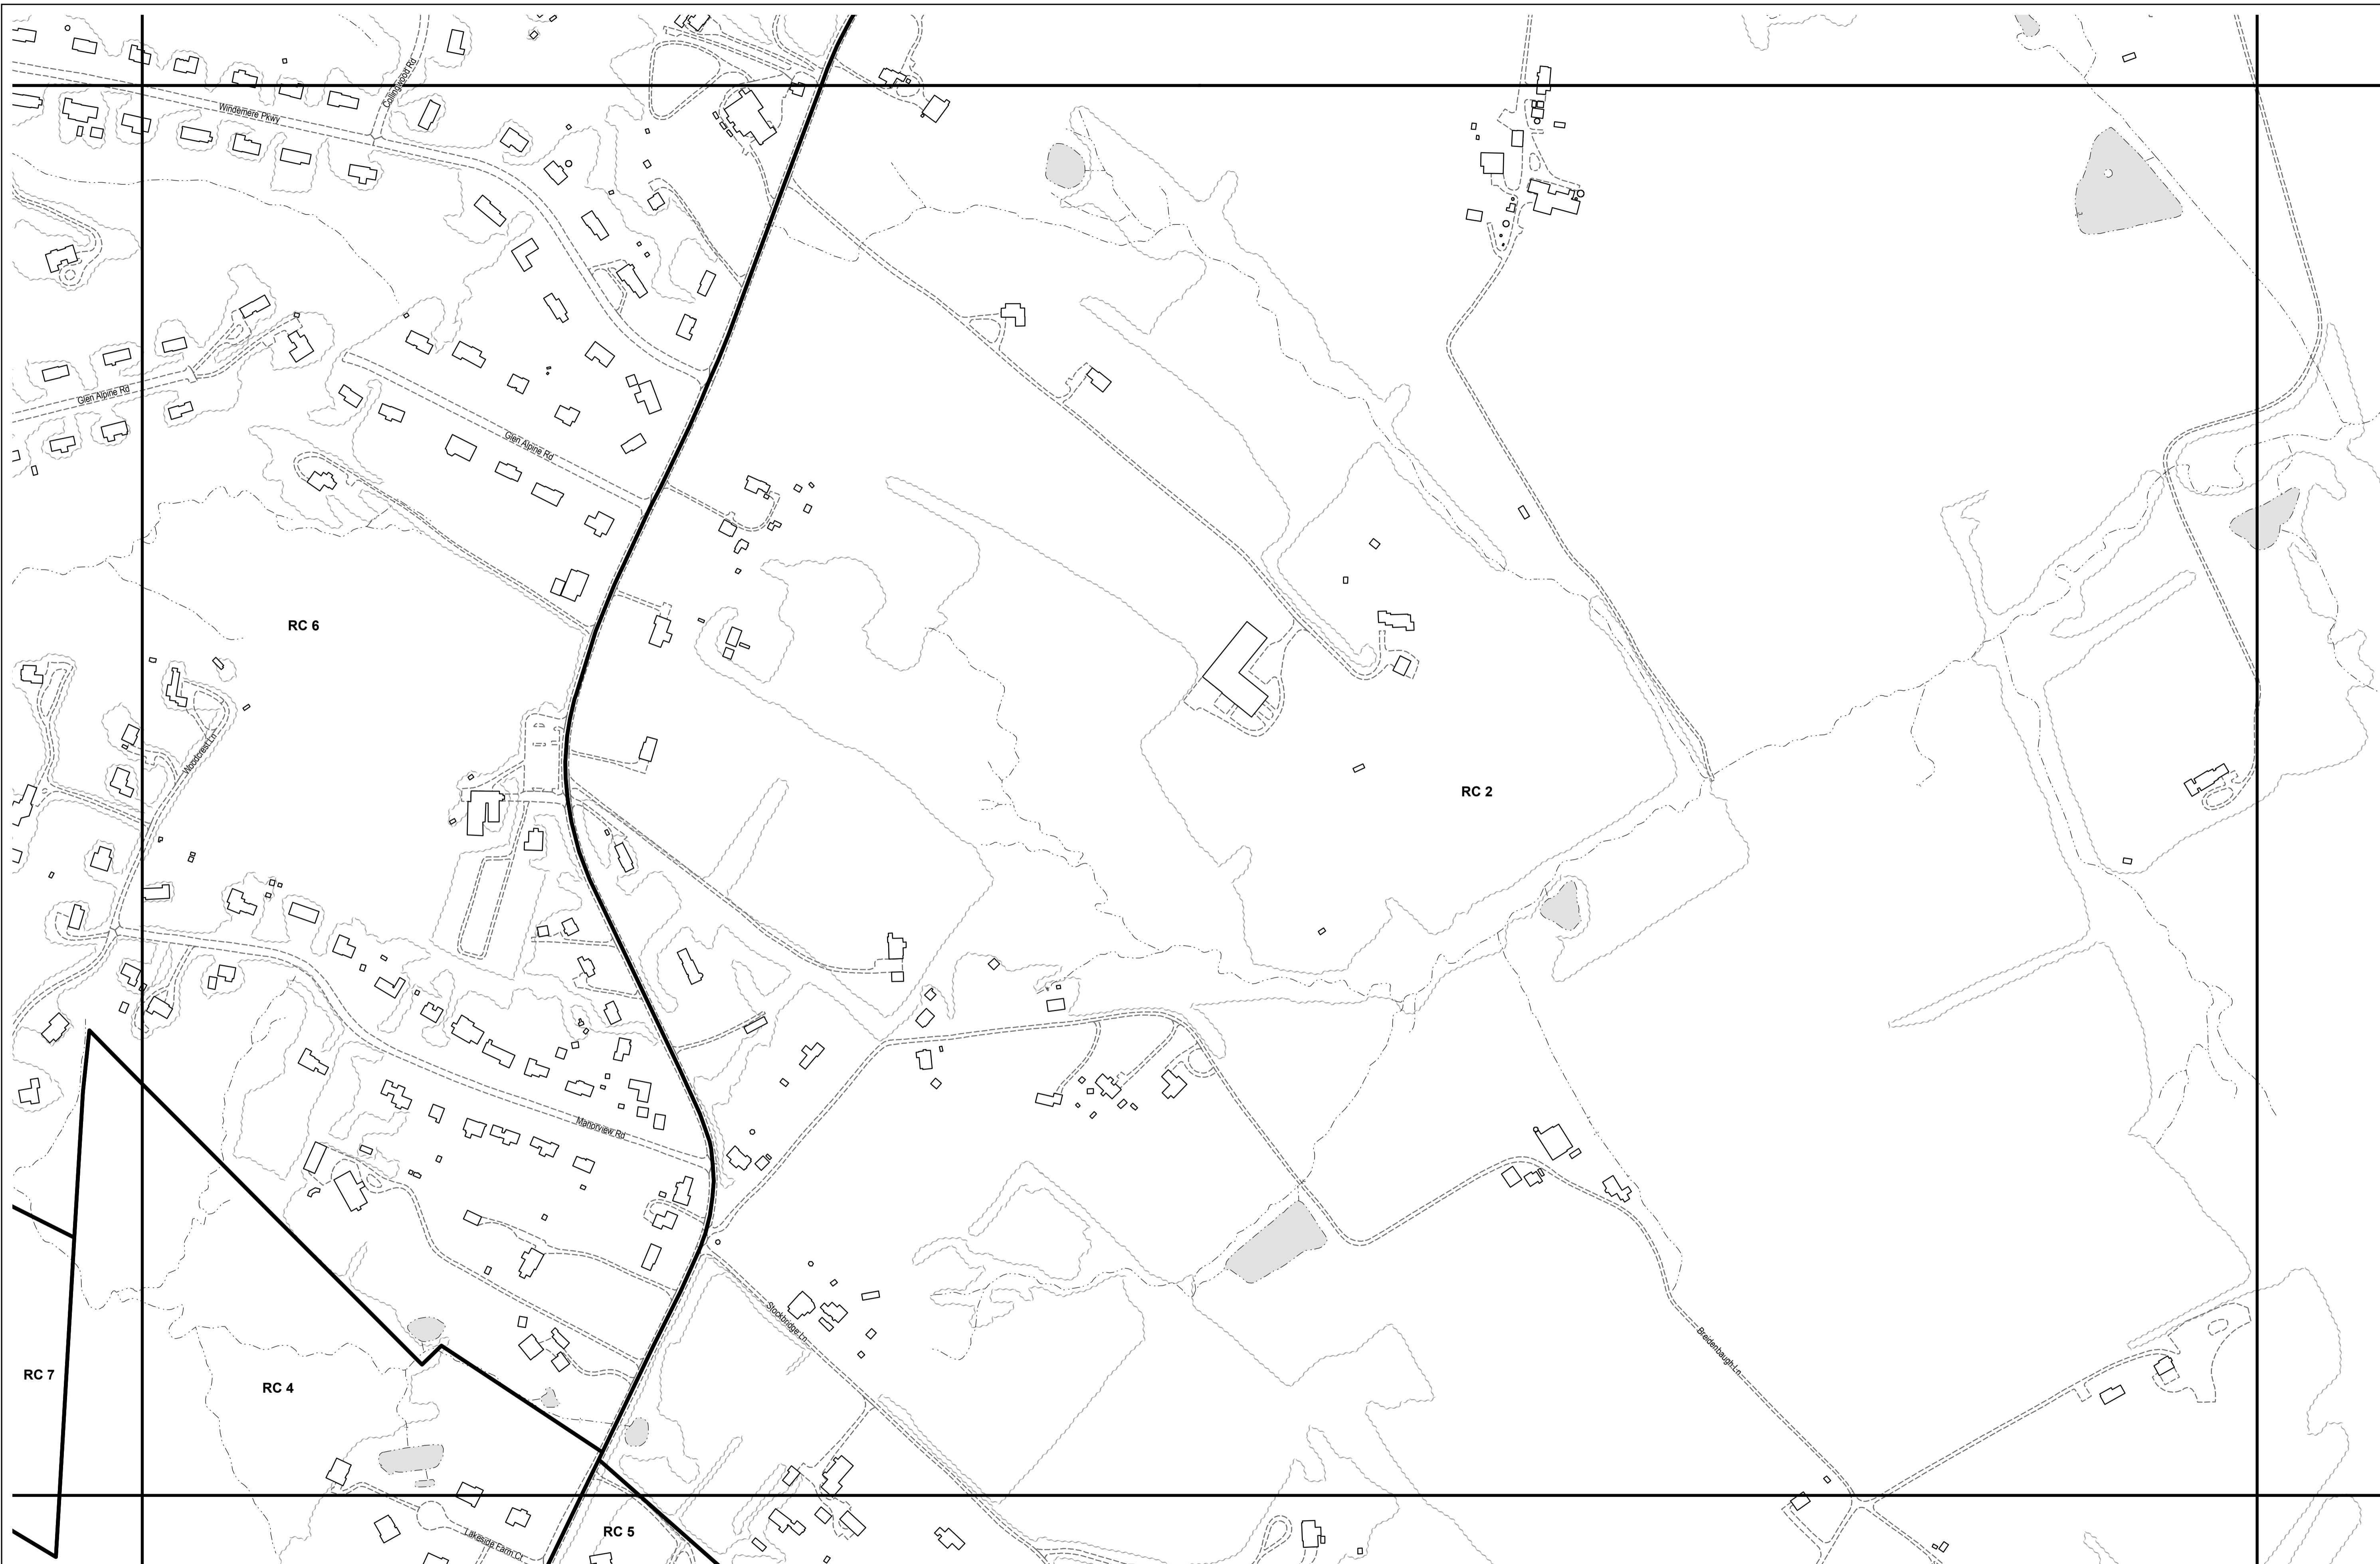 Collingwood Rd
Windemere Pkwy
Glen Alpine Rd
Glen Alpine Rd
RC 6
Woodcrest Ln
RC 2
Manorview Rd
Stockbridge Ln
Breidenbaugh Ln
RC 7
RC 4
RC 5
Lakeside Farm Ct